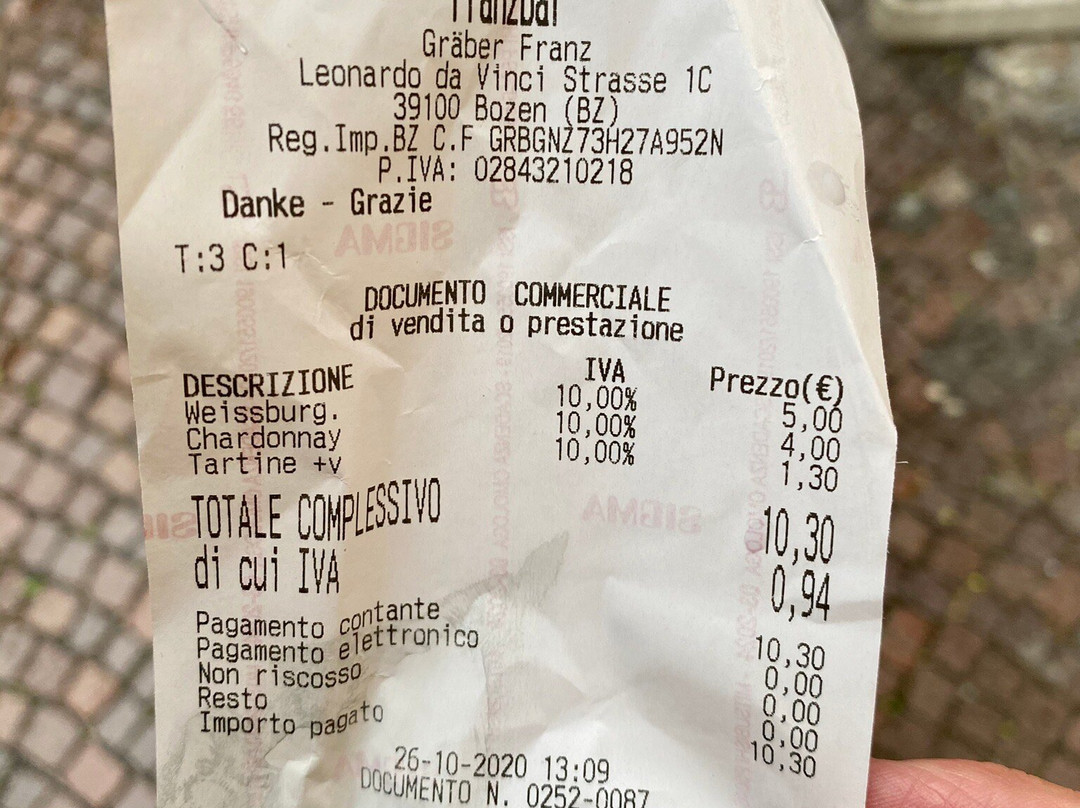 Gräber Franz
Leonardo da Vinci Strasse 1C
39100 Bozen (BZ)
Reg.Imp.BZ C.F GRBGNZ73H27A952N
P.IVA: 02843210218
Danke - Grazie
T:3 C:1
SIGMA
DOCUMENTO COMMERCIALE
di vendita o prestazione
DESCRIZIONE IVA Prezzo(€)
Weissburg. 10,00% 5,00
Chardonnay 10,00% 4,00
Tartine +v 10,00% 1,30
SIGMA
TOTALE COMPLESSIVO 10,30
di cui IVA 0,94
Pagamento contante 10,30
Pagamento elettronico 0,00
Non riscosso 0,00
Resto 0,00
Importo pagato 10,30
26-10-2020 13:09
DOCUMENTO N. 0252-0087